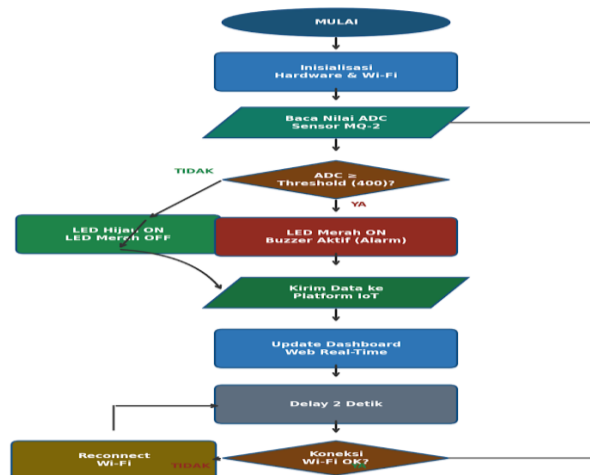 MULAI
Inisialisasi
Hardware & Wi-Fi
Baca Nilai ADC
Sensor MQ-2
ADC ≥
Threshold (400)?
TIDAK
YA
LED Hijau ON
LED Merah OFF
LED Merah ON
Buzzer Aktif (Alarm)
Kirim Data ke
Platform IoT
Update Dashboard
Web Real-Time
Delay 2 Detik
Koneksi
Wi-Fi OK?
TIDAK
Reconnect
Wi-Fi